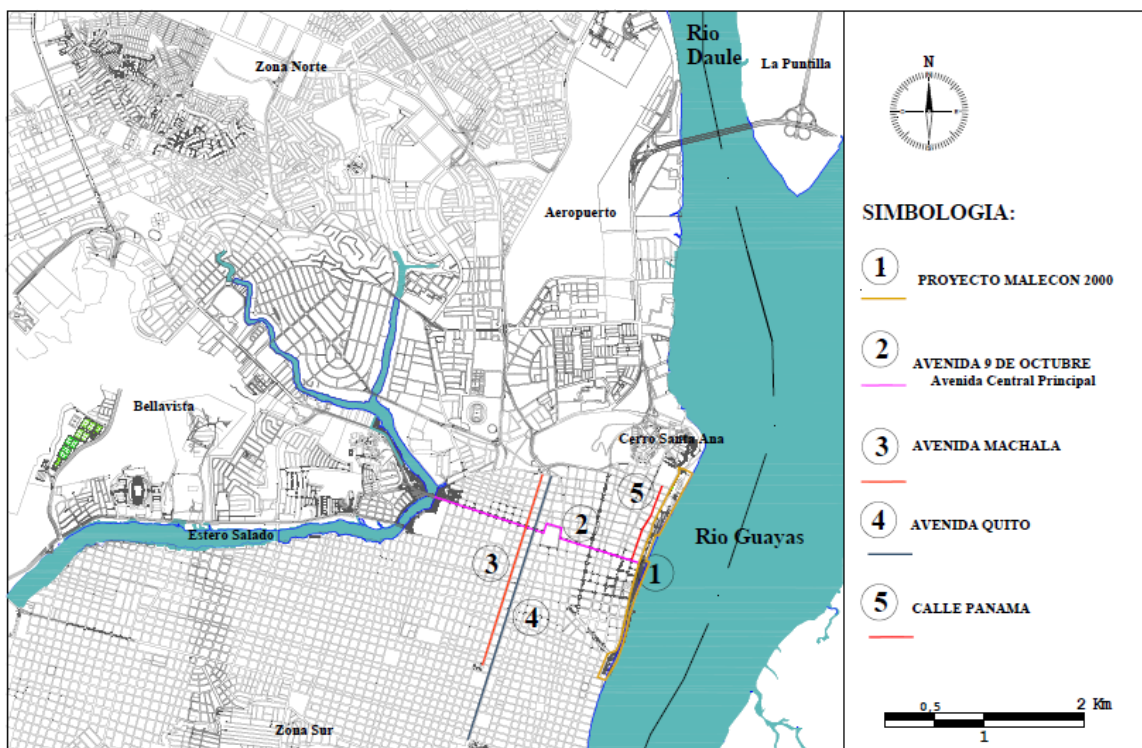 Rio
Daule
La Puntilla
Zona Norte
Aeropuerto
Bellavista
Cerro Santa Ana
Estero Salado
Rio Guayas
Zona Sur
5
2
3
1
4
SIMBOLOGIA:
1
PROYECTO MALECON 2000
2
AVENIDA 9 DE OCTUBRE
Avenida Central Principal
3
AVENIDA MACHALA
4
AVENIDA QUITO
5
CALLE PANAMA
0,5
2 Km
1